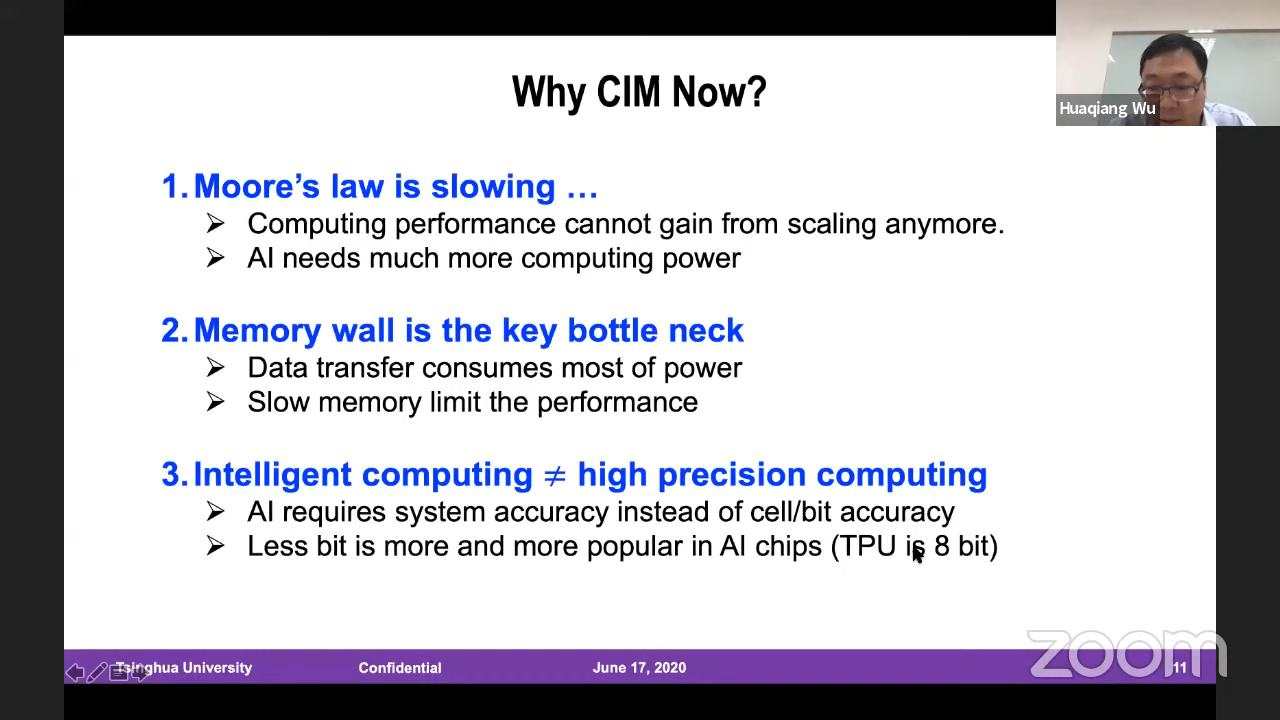 Why CIM Now?
Huaqiang Wu
1. Moore's law is slowing …
➢ Computing performance cannot gain from scaling anymore.
➢ AI needs much more computing power
2. Memory wall is the key bottle neck
➢ Data transfer consumes most of power
➢ Slow memory limit the performance
3. Intelligent computing ≠ high precision computing
➢ AI requires system accuracy instead of cell/bit accuracy
➢ Less bit is more and more popular in AI chips (TPU is 8 bit)
zoom
Tsinghua University Confidential June 17, 2020 11